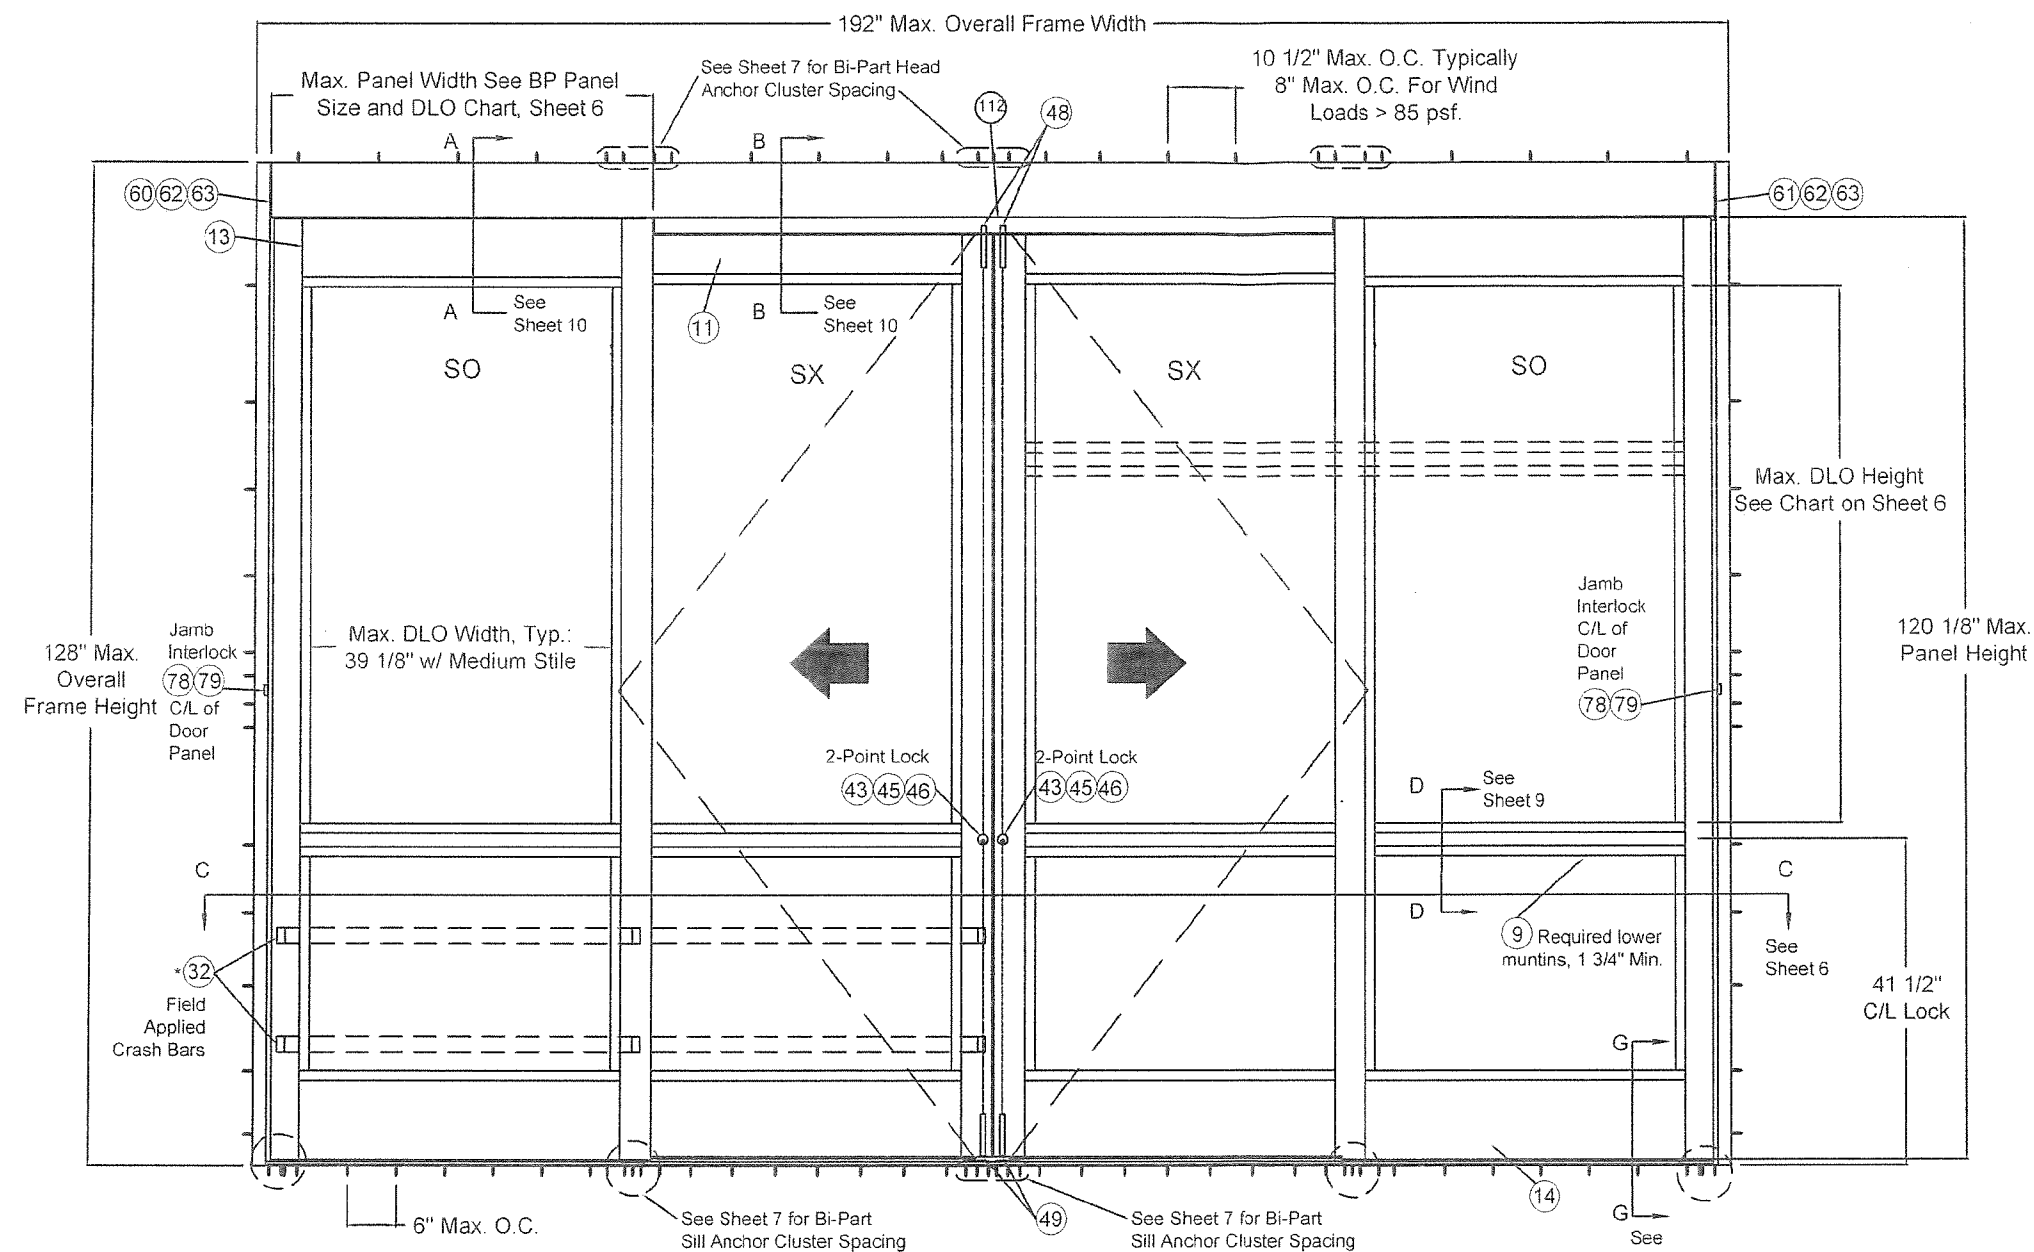 192" Max. Overall Frame Width
Max. Panel Width See BP Panel
Size and DLO Chart, Sheet 6
See Sheet 7 for Bi-Part Head
Anchor Cluster Spacing
112
48
10 1/2" Max. O.C. Typically
8" Max. O.C. For Wind
Loads > 85 psf.
A
B
60 62 63
61 62 63
13
11
A
See
Sheet 10
B
See
Sheet 10
SO
SX
SX
SO
Max. DLO Height
See Chart on Sheet 6
128" Max.
Overall
Frame Height
Jamb
Interlock
78 79
C/L of
Door
Panel
Max. DLO Width, Typ.:
39 1/8" w/ Medium Stile
Jamb
Interlock
C/L of
Door
Panel
78 79
120 1/8" Max.
Panel Height
2-Point Lock
43 45 46
2-Point Lock
43 45 46
D
See
Sheet 9
D
C
C
See
Sheet 6
9 Required lower
muntins, 1 3/4" Min.
*32
Field
Applied
Crash Bars
41 1/2"
C/L Lock
G
G
See
14
6" Max. O.C.
See Sheet 7 for Bi-Part
Sill Anchor Cluster Spacing
49
See Sheet 7 for Bi-Part
Sill Anchor Cluster Spacing